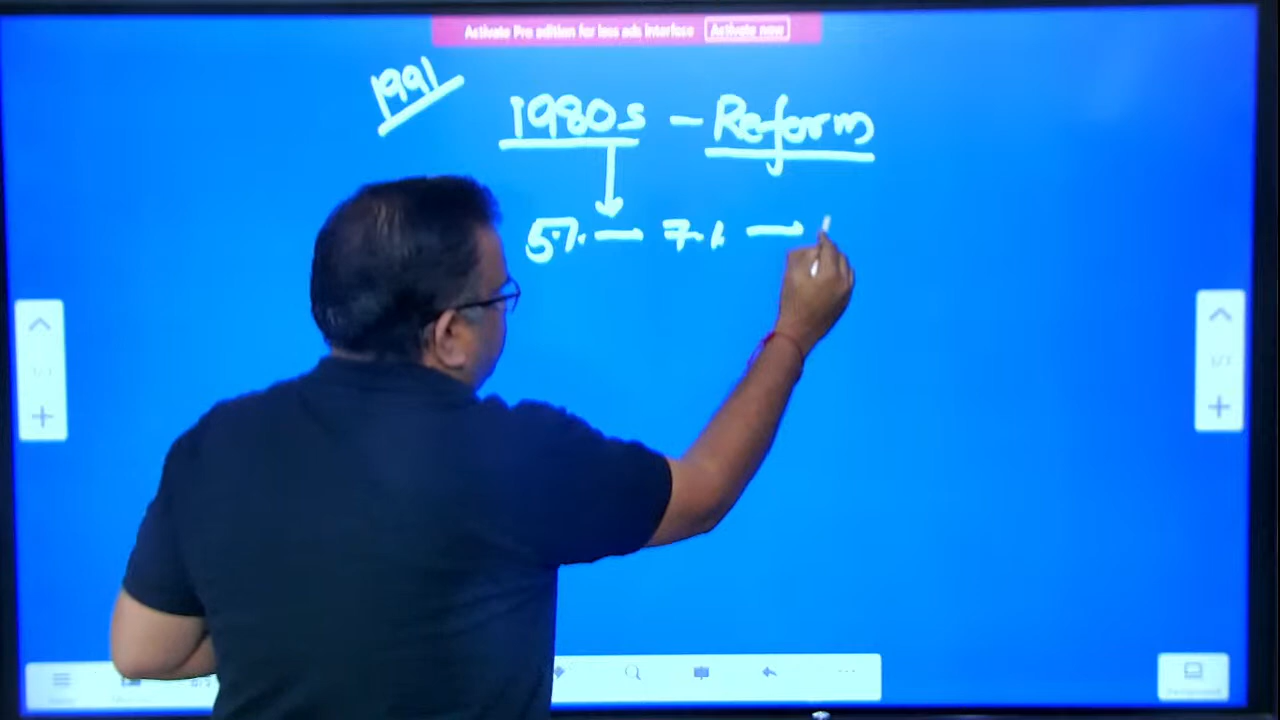 Activate Pro edition for less ads interface Activate now
1991
1980s - Reform
5% — 7% —